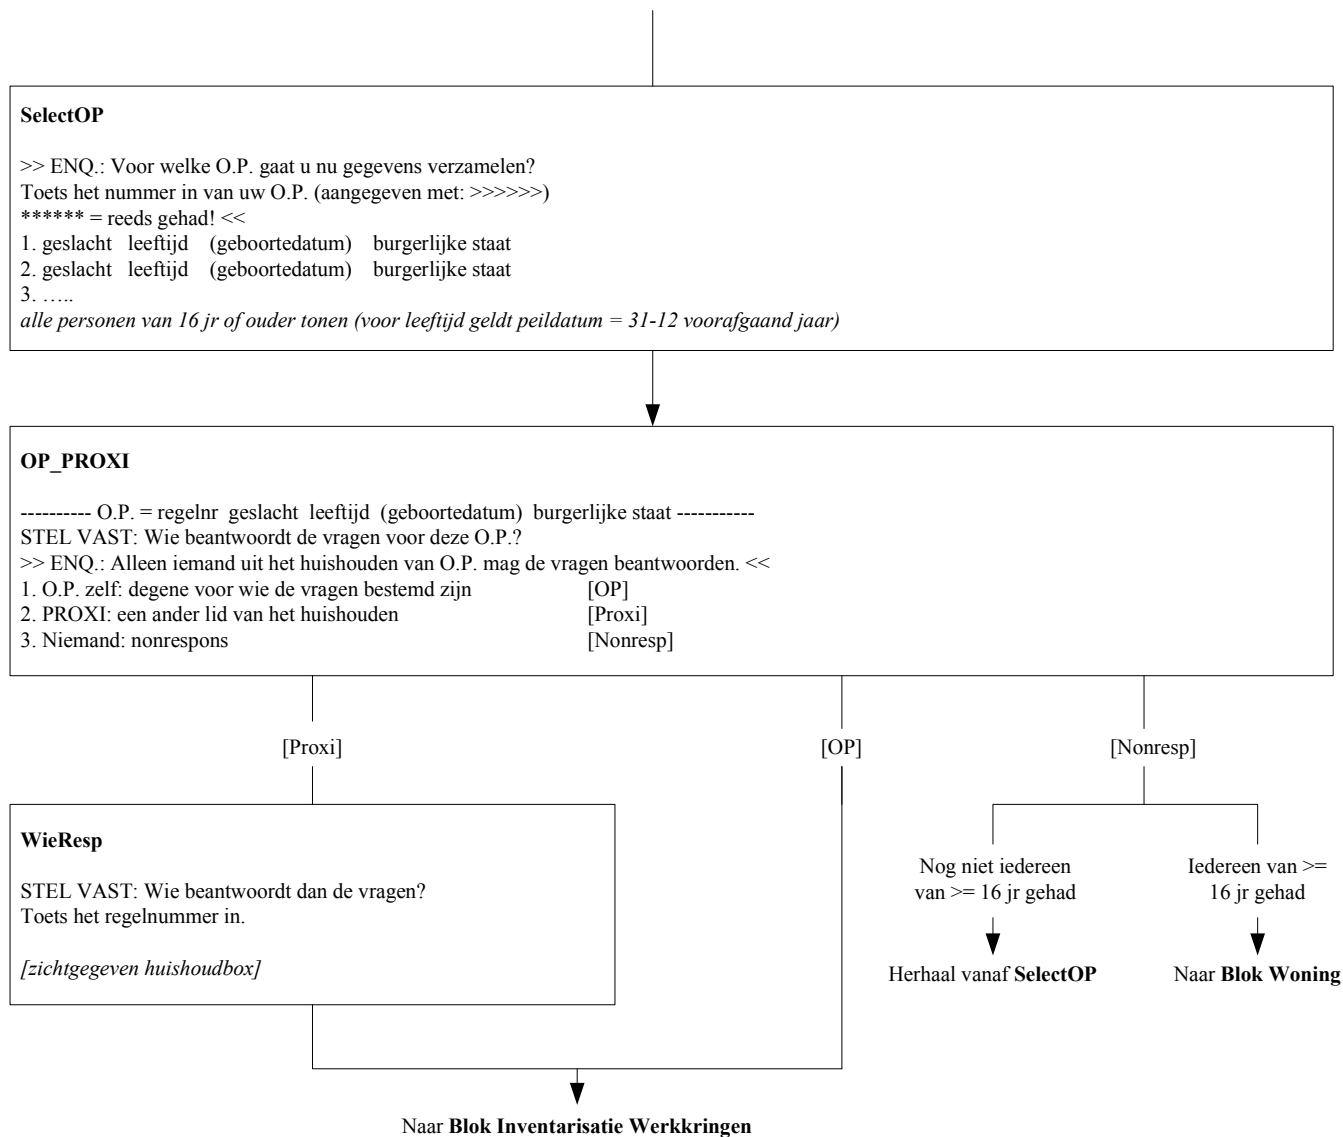 SelectOP
>> ENQ.: Voor welke O.P. gaat u nu gegevens verzamelen?
Toets het nummer in van uw O.P. (aangegeven met: >>>>>>)
****** = reeds gehad! <<
1. geslacht leeftijd (geboortedatum) burgerlijke staat
2. geslacht leeftijd (geboortedatum) burgerlijke staat
3. …..
alle personen van 16 jr of ouder tonen (voor leeftijd geldt peildatum = 31-12 voorafgaand jaar)
OP_PROXI
---------- O.P. = regelnr geslacht leeftijd (geboortedatum) burgerlijke staat -----------
STEL VAST: Wie beantwoordt de vragen voor deze O.P.?
>> ENQ.: Alleen iemand uit het huishouden van O.P. mag de vragen beantwoorden. <<
1. O.P. zelf: degene voor wie de vragen bestemd zijn [OP]
2. PROXI: een ander lid van het huishouden [Proxi]
3. Niemand: nonrespons [Nonresp]
[Proxi] [OP] [Nonresp]
WieResp
STEL VAST: Wie beantwoordt dan de vragen?
Toets het regelnummer in.
[zichtgegeven huishoudbox]
Nog niet iedereen
van >= 16 jr gehad
Iedereen van >=
16 jr gehad
Herhaal vanaf SelectOP
Naar Blok Woning
Naar Blok Inventarisatie Werkkringen